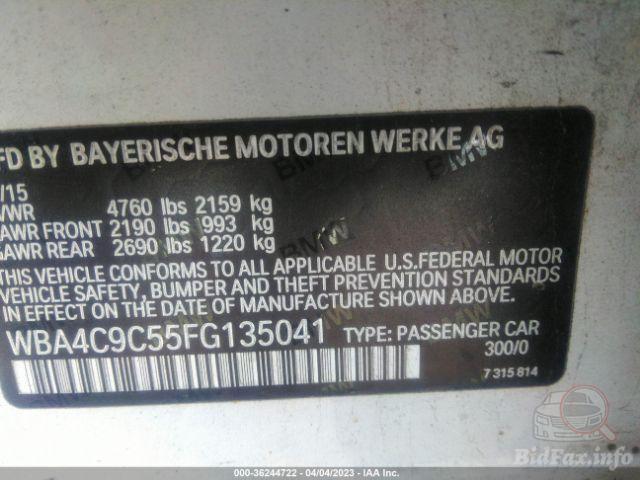 FD BY BAYERISCHE MOTOREN WERKE AG
/15
WR 4760 lbs 2159 kg
AWR FRONT 2190 lbs 993 kg
AWR REAR 2690 lbs 1220 kg
THIS VEHICLE CONFORMS TO ALL APPLICABLE U.S.FEDERAL MOTOR
VEHICLE SAFETY, BUMPER AND THEFT PREVENTION STANDARDS
IN EFFECT ON THE DATE OF MANUFACTURE SHOWN ABOVE.
WBA4C9C55FG135041 TYPE: PASSENGER CAR
300/0
7 315 814
BidFax.info
000-36244722 - 04/04/2023 - IAA Inc.